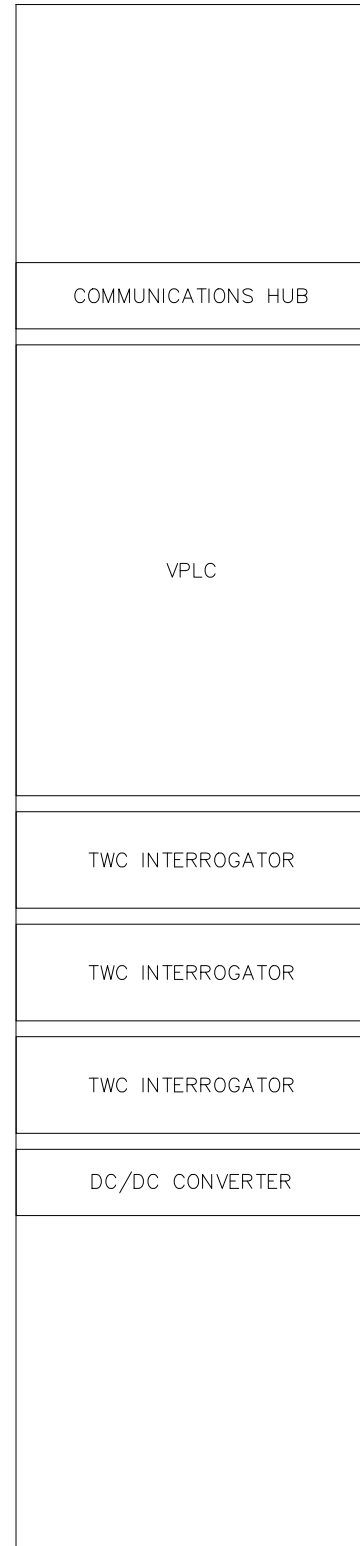 COMMUNICATIONS HUB
VPLC
TWC INTERROGATOR
TWC INTERROGATOR
TWC INTERROGATOR
DC/DC CONVERTER